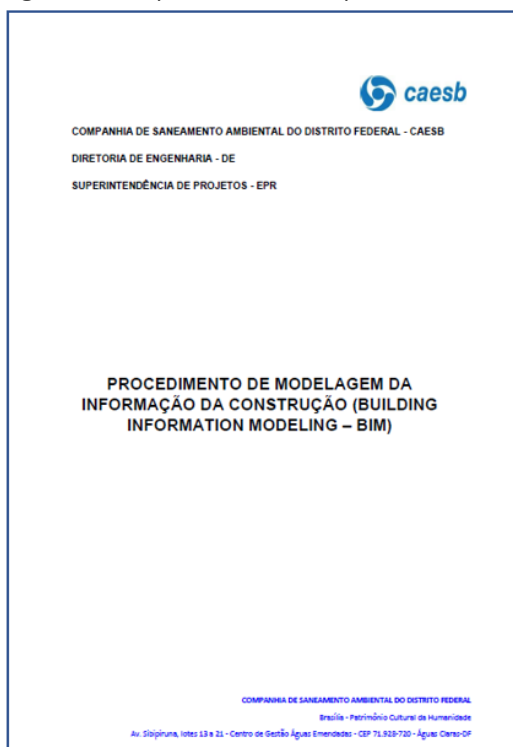 caesb
COMPANHIA DE SANEAMENTO AMBIENTAL DO DISTRITO FEDERAL - CAESB
DIRETORIA DE ENGENHARIA - DE
SUPERINTENDÊNCIA DE PROJETOS - EPR
PROCEDIMENTO DE MODELAGEM DA
INFORMAÇÃO DA CONSTRUÇÃO (BUILDING
INFORMATION MODELING – BIM)
COMPANHIA DE SANEAMENTO AMBIENTAL DO DISTRITO FEDERAL
Brasília - Patrimônio Cultural da Humanidade
Av. Sibipiruna, lotes 13 a 21 - Centro de Gestão Águas Emendadas - CEP 71.928-720 - Águas Claras-DF